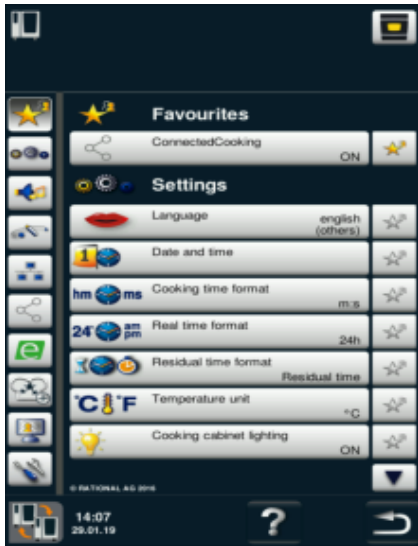 Favourites
ConnectedCooking
ON
Settings
Language
english
(others)
1
Date and time
hm ms
Cooking time format
m:s
24 am
pm
Real time format
24h
Residual time format
Residual time
°C °F
Temperature unit
°C
Cooking cabinet lighting
ON
© RATIONAL AG 2016
14:07
29.01.19
?